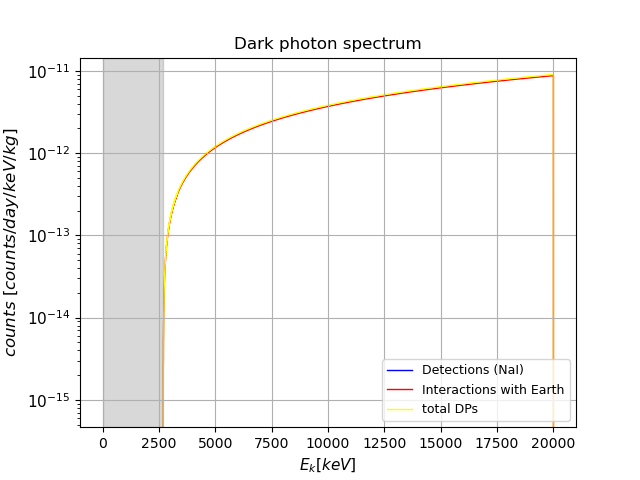 Dark photon spectrum
counts [counts/day/keV/kg]
10⁻¹¹
10⁻¹²
10⁻¹³
10⁻¹⁴
10⁻¹⁵
Detections (NaI)
Interactions with Earth
total DPs
0 2500 5000 7500 10000 12500 15000 17500 20000
Eₖ[keV]